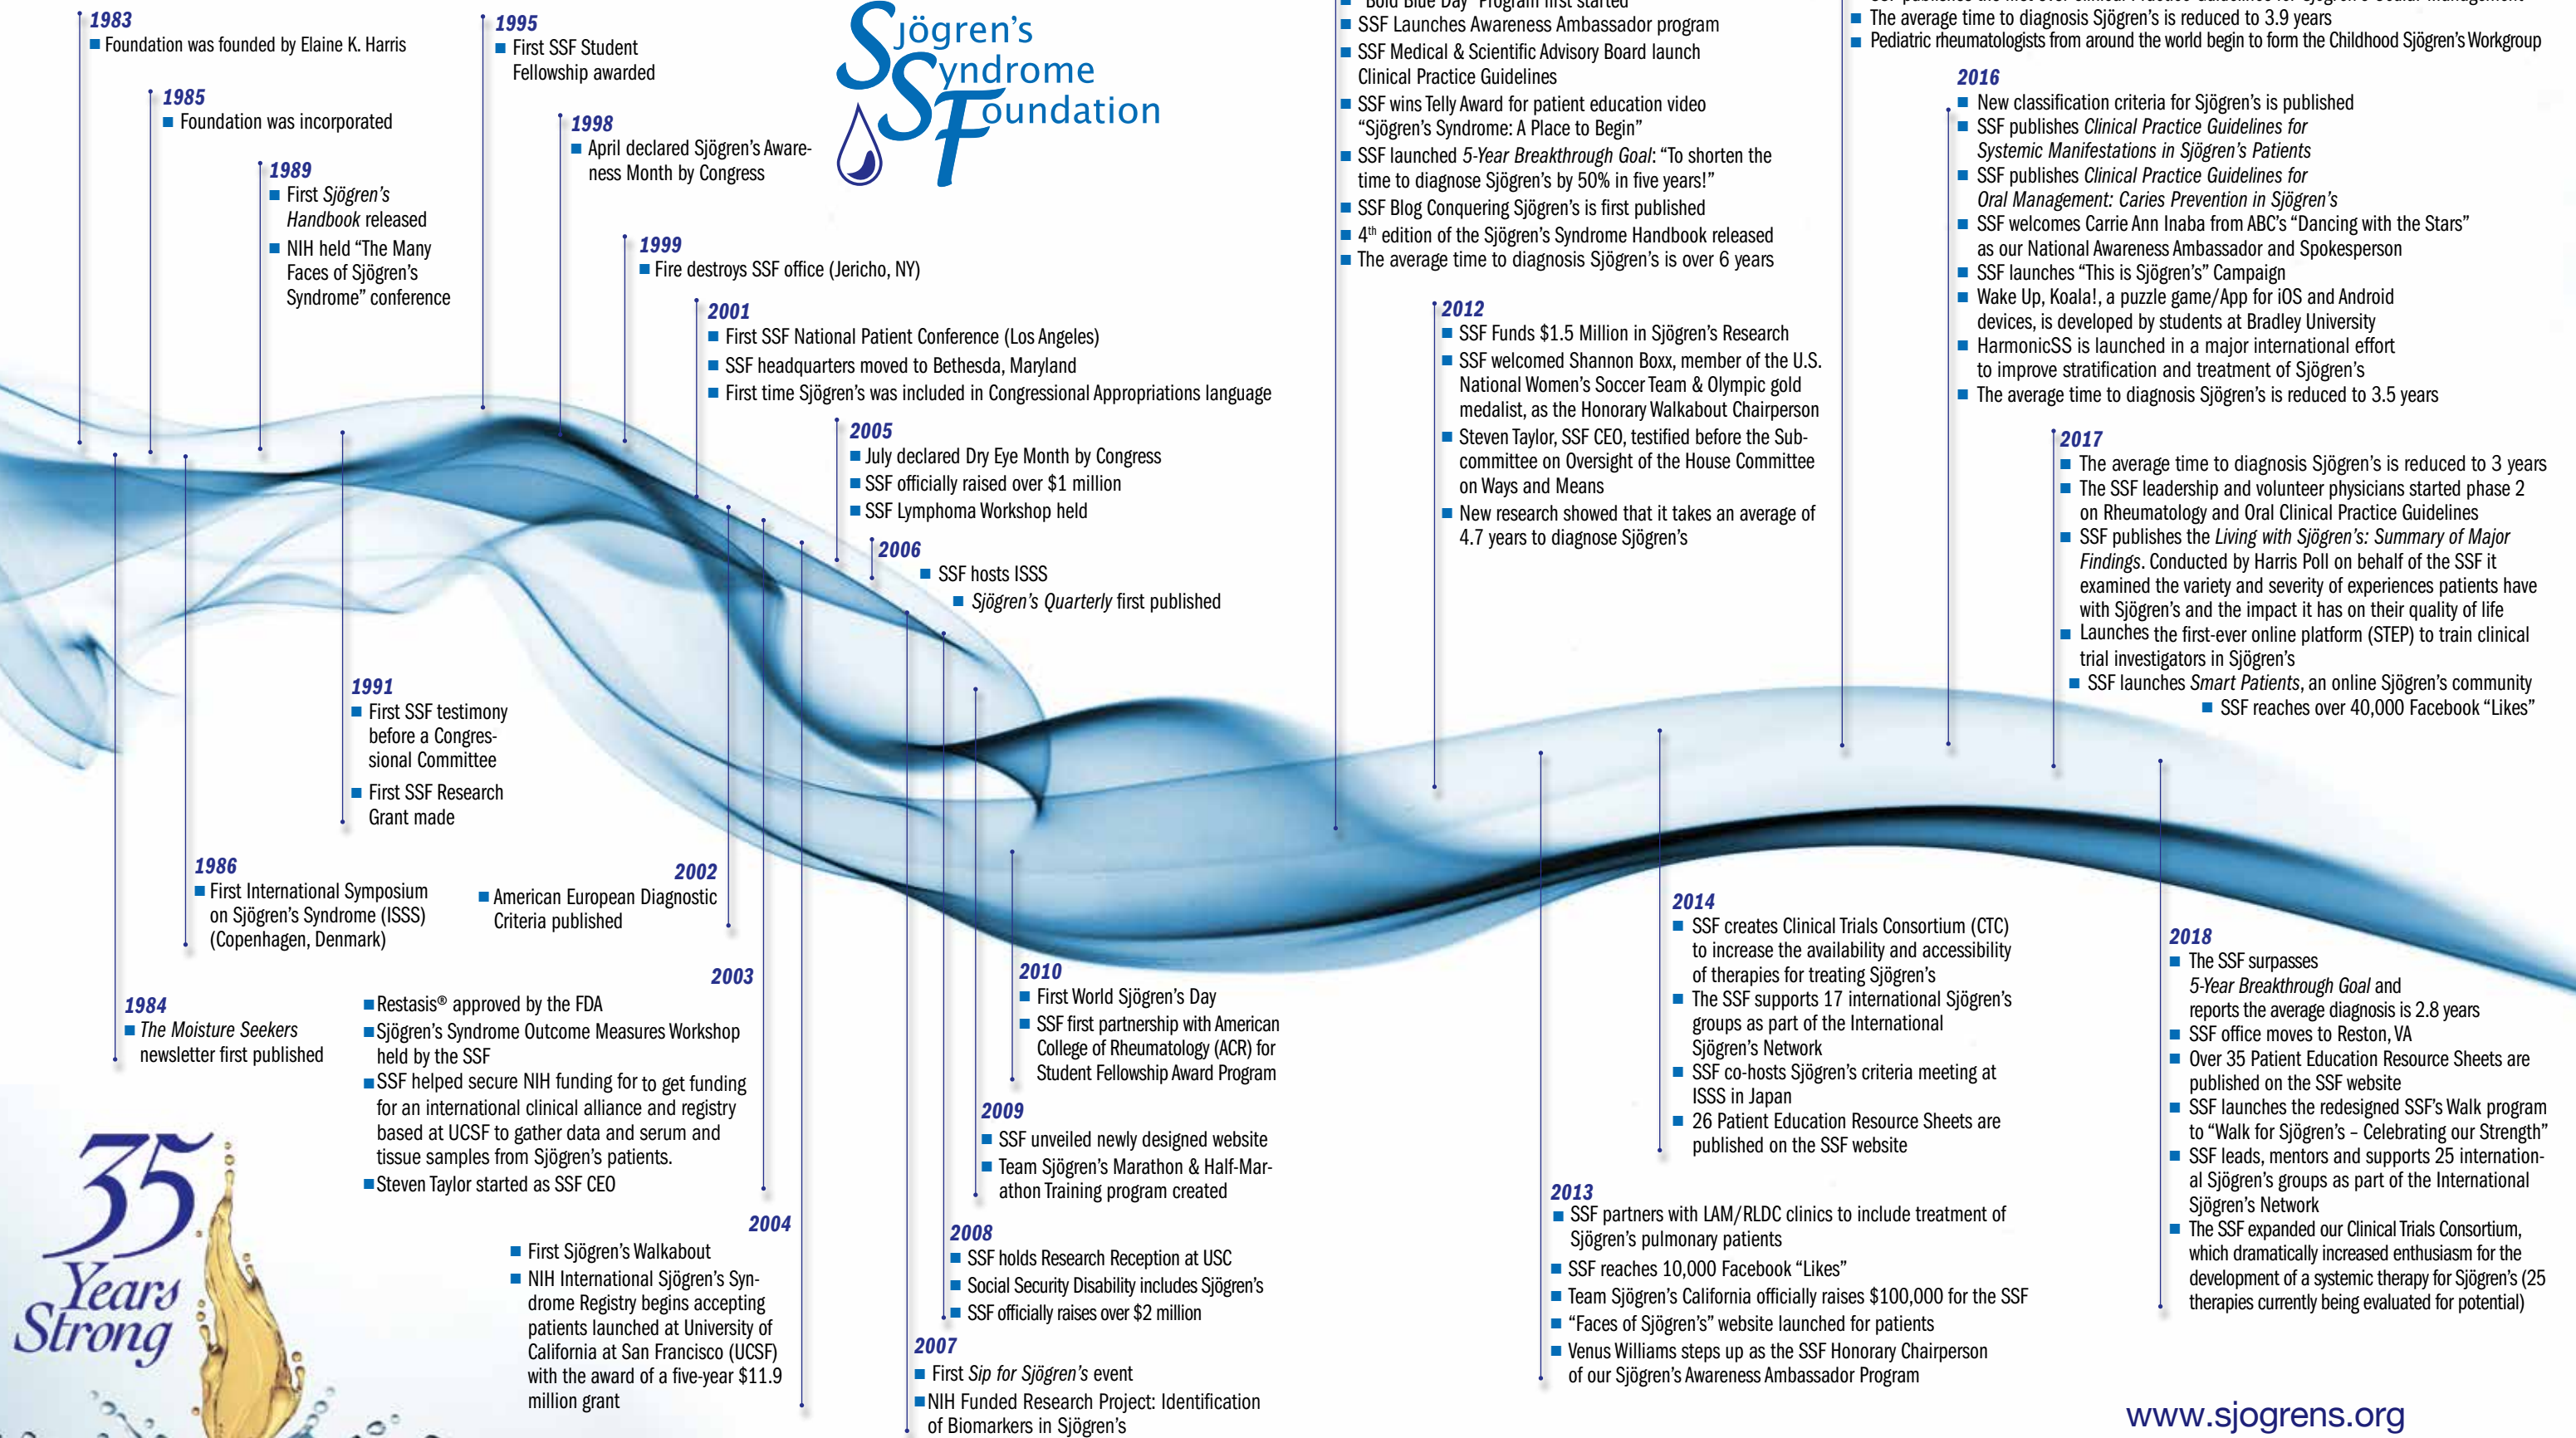 1983
Foundation was founded by Elaine K. Harris
1985
Foundation was incorporated
1989
First Sjögren's
Handbook released
NIH held “The Many
Faces of Sjögren’s
Syndrome” conference
1995
First SSF Student
Fellowship awarded
1998
April declared Sjögren’s Aware-
ness Month by Congress
1999
Fire destroys SSF office (Jericho, NY)
2001
First SSF National Patient Conference (Los Angeles)
SSF headquarters moved to Bethesda, Maryland
First time Sjögren’s was included in Congressional Appropriations language
2005
July declared Dry Eye Month by Congress
SSF officially raised over $1 million
SSF Lymphoma Workshop held
2006
SSF hosts ISSS
Sjögren’s Quarterly first published
Sjögren’s
Syndrome
Foundation
“Bold Blue Day” Program first started
SSF Launches Awareness Ambassador program
SSF Medical & Scientific Advisory Board launch
Clinical Practice Guidelines
SSF wins Telly Award for patient education video
“Sjögren’s Syndrome: A Place to Begin”
SSF launched 5-Year Breakthrough Goal: “To shorten the
time to diagnose Sjögren’s by 50% in five years!”
SSF Blog Conquering Sjögren’s is first published
4th edition of the Sjögren’s Syndrome Handbook released
The average time to diagnosis Sjögren’s is over 6 years
2012
SSF Funds $1.5 Million in Sjögren’s Research
SSF welcomed Shannon Boxx, member of the U.S.
National Women’s Soccer Team & Olympic gold
medalist, as the Honorary Walkabout Chairperson
Steven Taylor, SSF CEO, testified before the Sub-
committee on Oversight of the House Committee
on Ways and Means
New research showed that it takes an average of
4.7 years to diagnose Sjögren’s
The average time to diagnosis Sjögren’s is reduced to 3.9 years
Pediatric rheumatologists from around the world begin to form the Childhood Sjögren’s Workgroup
2016
New classification criteria for Sjögren’s is published
SSF publishes Clinical Practice Guidelines for
Systemic Manifestations in Sjögren’s Patients
SSF publishes Clinical Practice Guidelines for
Oral Management: Caries Prevention in Sjögren’s
SSF welcomes Carrie Ann Inaba from ABC’s “Dancing with the Stars”
as our National Awareness Ambassador and Spokesperson
SSF launches “This is Sjögren’s” Campaign
Wake Up, Koala!, a puzzle game/App for iOS and Android
devices, is developed by students at Bradley University
HarmonicSS is launched in a major international effort
to improve stratification and treatment of Sjögren’s
The average time to diagnosis Sjögren’s is reduced to 3.5 years
2017
The average time to diagnosis Sjögren’s is reduced to 3 years
The SSF leadership and volunteer physicians started phase 2
on Rheumatology and Oral Clinical Practice Guidelines
SSF publishes the Living with Sjögren’s: Summary of Major
Findings. Conducted by Harris Poll on behalf of the SSF it
examined the variety and severity of experiences patients have
with Sjögren’s and the impact it has on their quality of life
Launches the first-ever online platform (STEP) to train clinical
trial investigators in Sjögren’s
SSF launches Smart Patients, an online Sjögren’s community
SSF reaches over 40,000 Facebook “Likes”
1991
First SSF testimony
before a Congres-
sional Committee
First SSF Research
Grant made
1986
First International Symposium
on Sjögren’s Syndrome (ISSS)
(Copenhagen, Denmark)
1984
The Moisture Seekers
newsletter first published
2002
American European Diagnostic
Criteria published
2003
Restasis® approved by the FDA
Sjögren’s Syndrome Outcome Measures Workshop
held by the SSF
SSF helped secure NIH funding for to get funding
for an international clinical alliance and registry
based at UCSF to gather data and serum and
tissue samples from Sjögren’s patients.
Steven Taylor started as SSF CEO
2004
First Sjögren’s Walkabout
NIH International Sjögren’s Syn-
drome Registry begins accepting
patients launched at University of
California at San Francisco (UCSF)
with the award of a five-year $11.9
million grant
2010
First World Sjögren’s Day
SSF first partnership with American
College of Rheumatology (ACR) for
Student Fellowship Award Program
2009
SSF unveiled newly designed website
Team Sjögren’s Marathon & Half-Mar-
athon Training program created
2008
SSF holds Research Reception at USC
Social Security Disability includes Sjögren’s
SSF officially raises over $2 million
2007
First Sip for Sjögren’s event
NIH Funded Research Project: Identification
of Biomarkers in Sjögren’s
2014
SSF creates Clinical Trials Consortium (CTC)
to increase the availability and accessibility
of therapies for treating Sjögren’s
The SSF supports 17 international Sjögren’s
groups as part of the International
Sjögren’s Network
SSF co-hosts Sjögren’s criteria meeting at
ISSS in Japan
26 Patient Education Resource Sheets are
published on the SSF website
2013
SSF partners with LAM/RLDC clinics to include treatment of
Sjögren’s pulmonary patients
SSF reaches 10,000 Facebook “Likes”
Team Sjögren’s California officially raises $100,000 for the SSF
“Faces of Sjögren’s” website launched for patients
Venus Williams steps up as the SSF Honorary Chairperson
of our Sjögren’s Awareness Ambassador Program
2018
The SSF surpasses
5-Year Breakthrough Goal and
reports the average diagnosis is 2.8 years
SSF office moves to Reston, VA
Over 35 Patient Education Resource Sheets are
published on the SSF website
SSF launches the redesigned SSF’s Walk program
to “Walk for Sjögren’s – Celebrating our Strength”
SSF leads, mentors and supports 25 internation-
al Sjögren’s groups as part of the International
Sjögren’s Network
The SSF expanded our Clinical Trials Consortium,
which dramatically increased enthusiasm for the
development of a systemic therapy for Sjögren’s (25
therapies currently being evaluated for potential)
35
Years
Strong
www.sjogrens.org